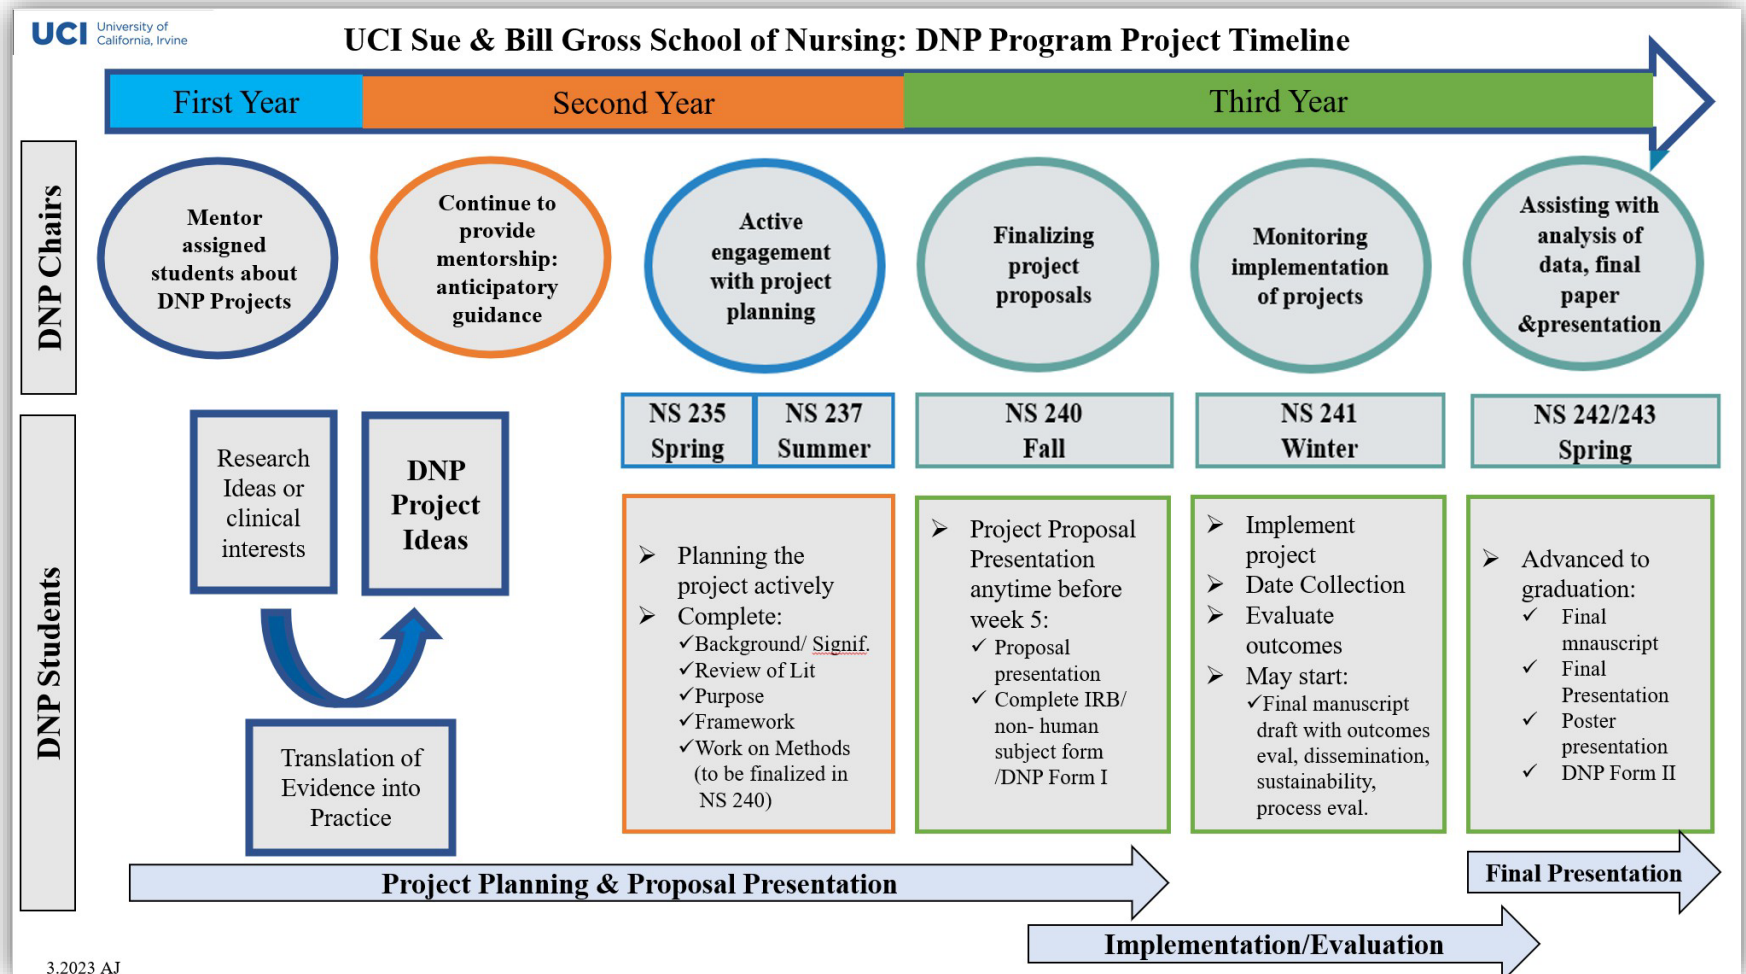 UCI University of
California, Irvine
UCI Sue & Bill Gross School of Nursing: DNP Program Project Timeline
First Year
Second Year
Third Year
DNP Chairs
Mentor
assigned
students about
DNP Projects
Continue to
provide
mentorship:
anticipatory
guidance
Active
engagement
with project
planning
Finalizing
project
proposals
Monitoring
implementation
of projects
Assisting with
analysis of
data, final
paper
&presentation
DNP Students
Research
Ideas or
clinical
interests
DNP
Project
Ideas
Translation of
Evidence into
Practice
NS 235
Spring
NS 237
Summer
NS 240
Fall
NS 241
Winter
NS 242/243
Spring
➢ Planning the
project actively
➢ Complete:
✓Background/ Signif.
✓Review of Lit
✓Purpose
✓Framework
✓Work on Methods
(to be finalized in
NS 240)
➢ Project Proposal
Presentation
anytime before
week 5:
✓ Proposal
presentation
✓ Complete IRB/
non- human
subject form
/DNP Form I
➢ Implement
project
➢ Date Collection
➢ Evaluate
outcomes
➢ May start:
✓Final manuscript
draft with outcomes
eval, dissemination,
sustainability,
process eval.
➢ Advanced to
graduation:
✓ Final
mnauscript
✓ Final
Presentation
✓ Poster
presentation
✓ DNP Form II
Project Planning & Proposal Presentation
Final Presentation
Implementation/Evaluation
3.2023 AJ